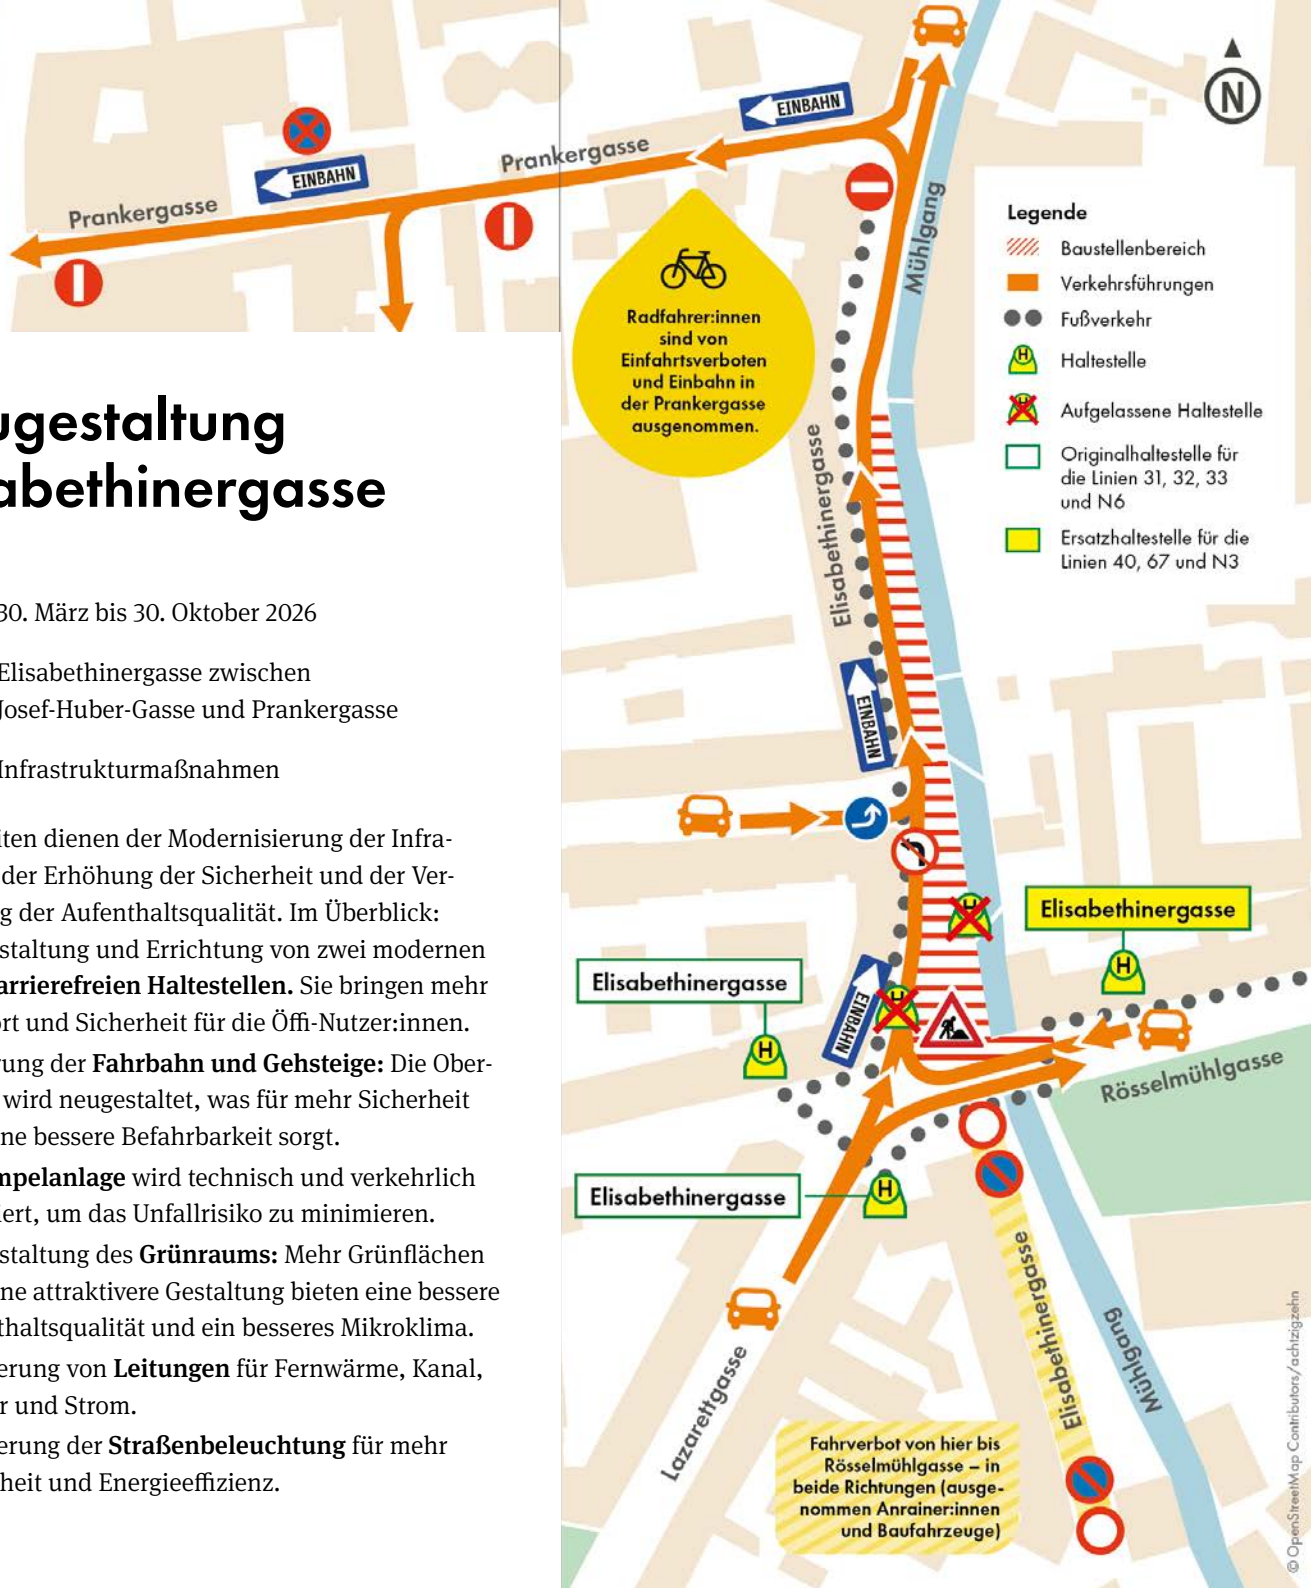 EINBAHN
Prankergasse
EINBAHN
Prankergasse
N
Mühlgang
Radfahrer:innen
sind von
Einfahrtsverboten
und Einbahn in
der Prankergasse
ausgenommen.
Legende
Baustellenbereich
Verkehrsführungen
Fußverkehr
H
Haltestelle
H
Aufgelassene Haltestelle
Originalhaltestelle für
die Linien 31, 32, 33
und N6
Ersatzhaltestelle für die
Linien 40, 67 und N3
ugestaltung
abethinergasse
30. März bis 30. Oktober 2026
Elisabethinergasse zwischen
Josef-Huber-Gasse und Prankergasse
Infrastrukturmaßnahmen
iten dienen der Modernisierung der Infra-
der Erhöhung der Sicherheit und der Ver-
g der Aufenthaltsqualität. Im Überblick:
staltung und Errichtung von zwei modernen
arrierefreien Haltestellen. Sie bringen mehr
ort und Sicherheit für die Öffi-Nutzer:innen.
rung der Fahrbahn und Gehsteige: Die Ober-
wird neugestaltet, was für mehr Sicherheit
ne bessere Befahrbarkeit sorgt.
mpelanlage wird technisch und verkehrlich
iert, um das Unfallrisiko zu minimieren.
staltung des Grünraums: Mehr Grünflächen
ne attraktivere Gestaltung bieten eine bessere
thaltsqualität und ein besseres Mikroklima.
erung von Leitungen für Fernwärme, Kanal,
r und Strom.
erung der Straßenbeleuchtung für mehr
heit und Energieeffizienz.
Elisabethinergasse
EINBAHN
H
Elisabethinergasse
H
Elisabethinergasse
H
EINBAHN
H
Rösselmühlgasse
Elisabethinergasse
H
Elisabethinergasse
Mühlgang
Lazarettgasse
Fahrverbot von hier bis
Rösselmühlgasse – in
beide Richtungen (ausge-
nommen Anrainer:innen
und Baufahrzeuge)
© OpenStreetMap Contributors/achtzigzehn